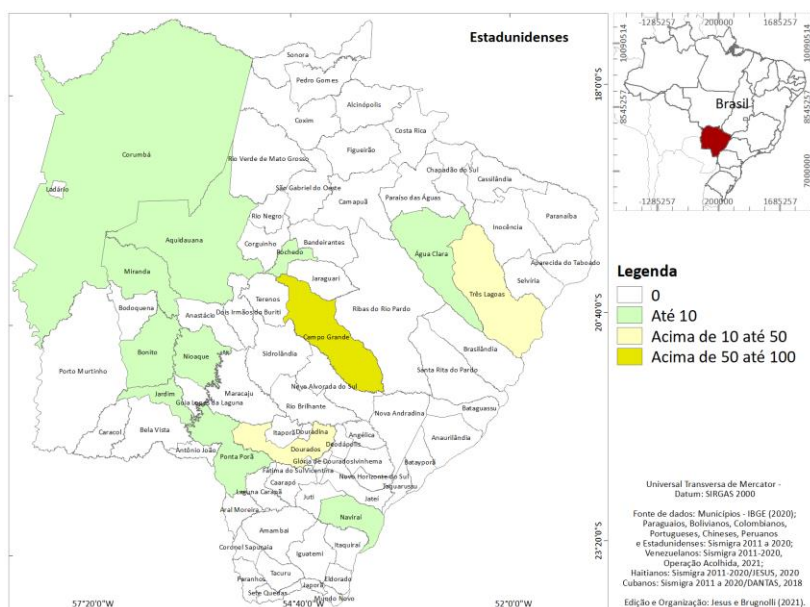 Estadunidenses
Sonora
Pedro Gomes
Alcinópolis
Coxim
Costa Rica
Corumbá
Rio Verde de Mato Grosso
Figueirão
Chapadão do Sul
Cassilândia
Ladário
São Gabriel do Oeste
Camapuã
Paraíso das Águas
Paranaíba
Rio Negro
Inocência
Aquidauana
Corguinho
Bandeirantes
Rochedo
Água Clara
Aparecida do Taboado
Miranda
Jaraguari
Selvíria
Três Lagoas
Bodoquena
Terenos
Dois Irmãos do Buriti
Anastácio
Ribas do Rio Pardo
Campo Grande
Bonito
Nioaque
Sidrolândia
Brasilândia
Porto Murtinho
Santa Rita do Pardo
Jardim
Maracaju
Nova Alvorada do Sul
Guia Lopes da Laguna
Rio Brilhante
Nova Andradina
Bataguassu
Caracol
Bela Vista
Itaporã
Douradina
Angélica
Deodápolis
Anaurilândia
Antônio João
Ponta Porã
Dourados
Glória de Dourados
Ivinhema
Batayporã
Fátima do Sul
Vicentina
Novo Horizonte do Sul
Caarapó
Taquarussu
Laguna Carapã
Juti
Jateí
Aral Moreira
Naviraí
Amambai
Coronel Sapucaia
Itaquiraí
Iguatemi
Tacuru
Paranhos
Eldorado
Sete Quedas
Japorã
Mundo Novo
57°20'0"O
54°40'0"O
52°0'0"O
18°0'0"S
20°40'0"S
23°20'0"S
-1285257
200000
1685257
10090514
8545257
7000000
Brasil
10090514
8545257
7000000
-1285257
200000
1685257
Legenda
0
Até 10
Acima de 10 até 50
Acima de 50 até 100
Universal Transversa de Mercator -
Datum: SIRGAS 2000
Fonte de dados: Municípios - IBGE (2020);
Paraguaios, Bolivianos, Colombianos,
Portugueses, Chineses, Peruanos
e Estadunidenses: Sismigra 2011 a 2020;
Venezuelanos: Sismigra 2011-2020,
Operação Acolhida, 2021;
Haitianos: Sismigra 2011-2020/JESUS, 2020
Cubanos: Sismigra 2011 a 2020/DANTAS, 2018
Edição e Organização: Jesus e Brugnolli (2021).